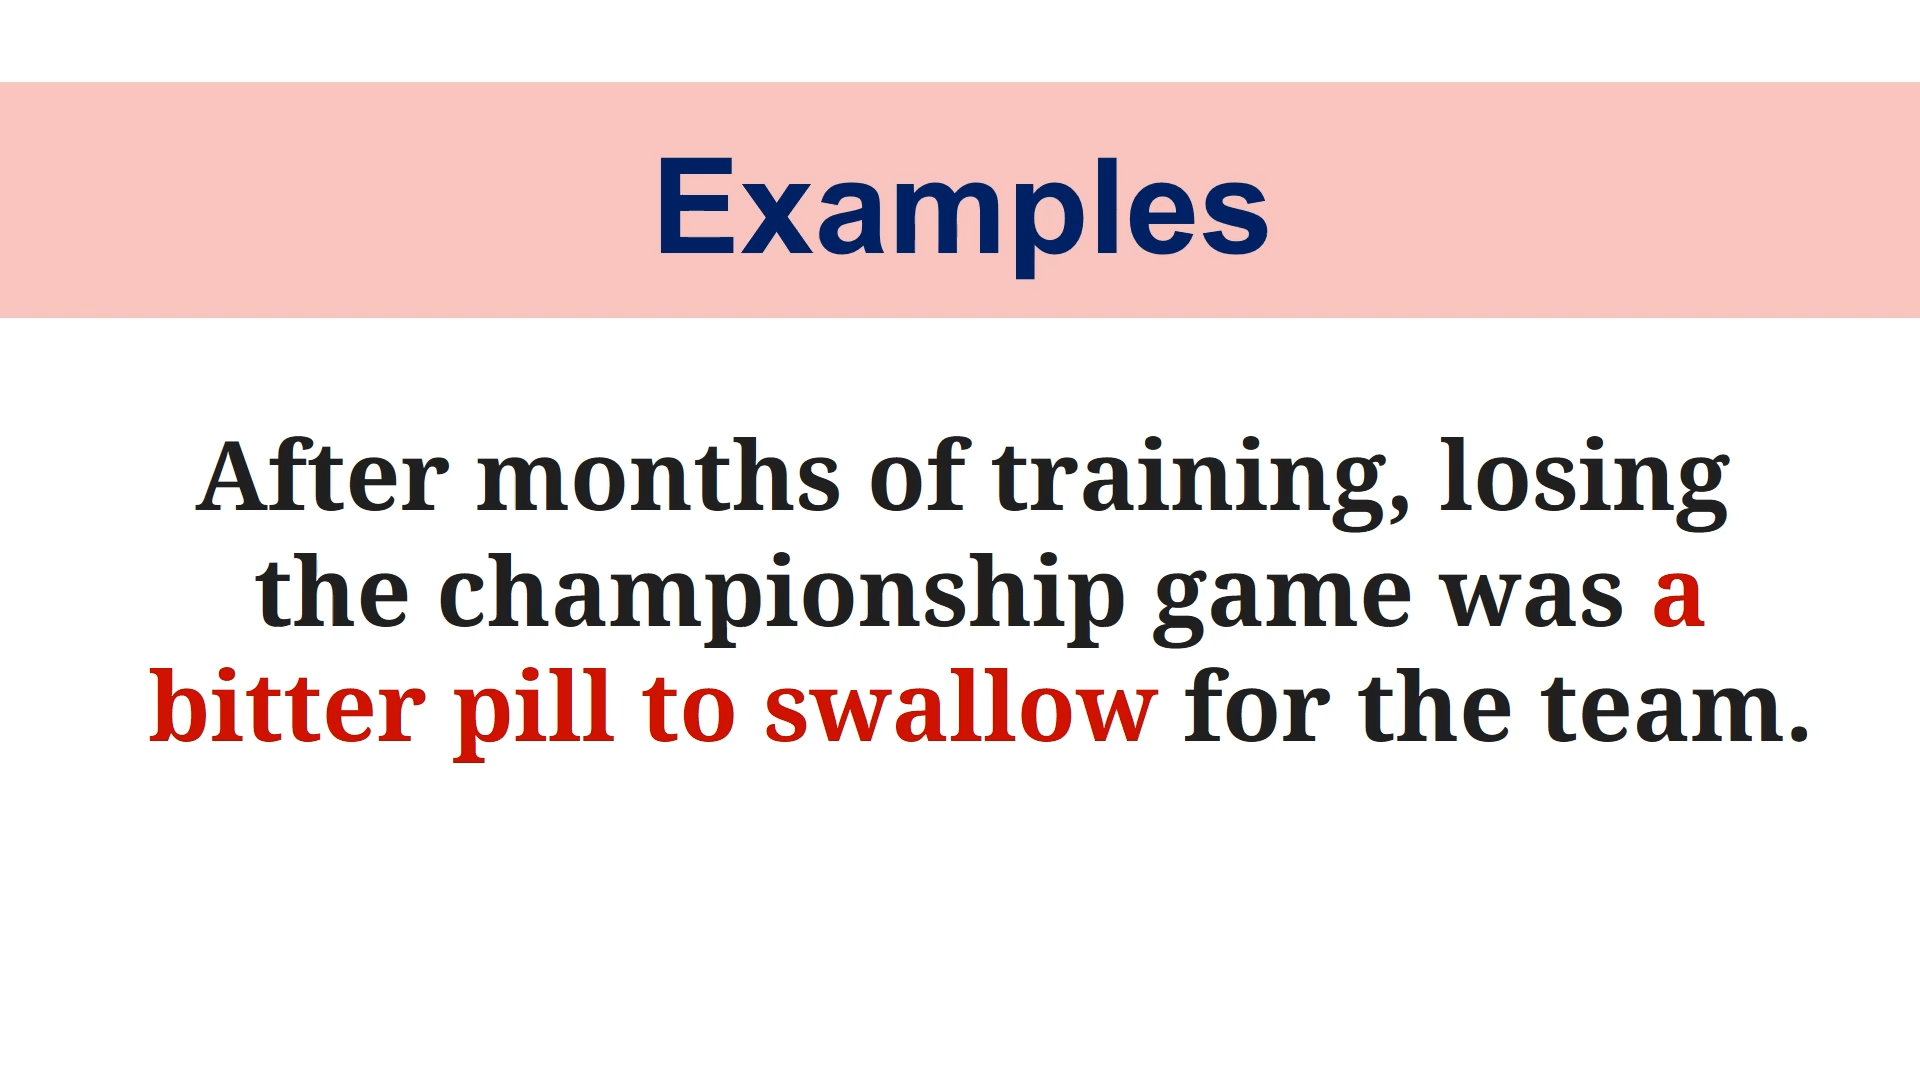 Examples
After months of training, losing
the championship game was a
bitter pill to swallow for the team.